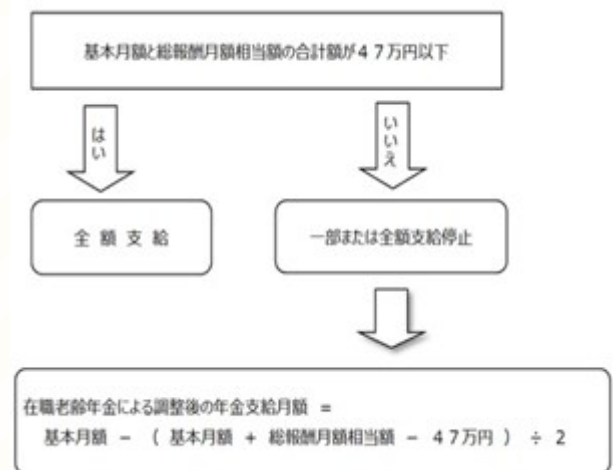 基本月額と総報酬月額相当額の合計額が47万円以下
はい
いいえ
全 額 支 給
一部または全額支給停止
在職老齢年金による調整後の年金支給月額 =
基本月額 － ( 基本月額 + 総報酬月額相当額 － 47万円 ) ÷ 2